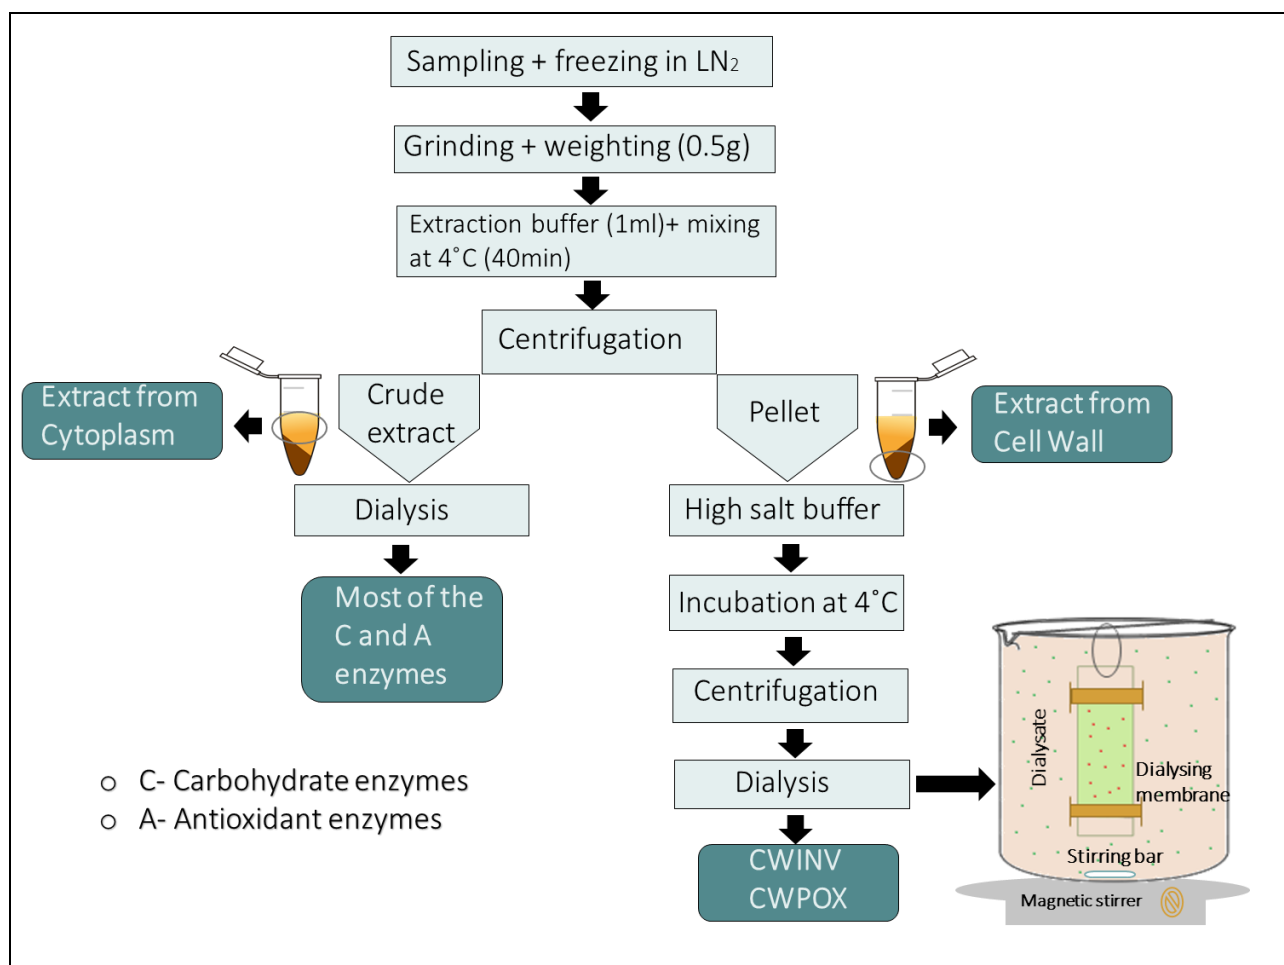 Sampling + freezing in LN₂
Grinding + weighting (0.5g)
Extraction buffer (1ml)+ mixing
at 4˚C (40min)
Centrifugation
Extract from
Cytoplasm
Crude
extract
Pellet
Extract from
Cell Wall
Dialysis
High salt buffer
Most of the
C and A
enzymes
Incubation at 4˚C
Centrifugation
Dialysis
CWINV
CWPOX
o C- Carbohydrate enzymes
o A- Antioxidant enzymes
Dialysate
Dialysing
membrane
Stirring bar
Magnetic stirrer